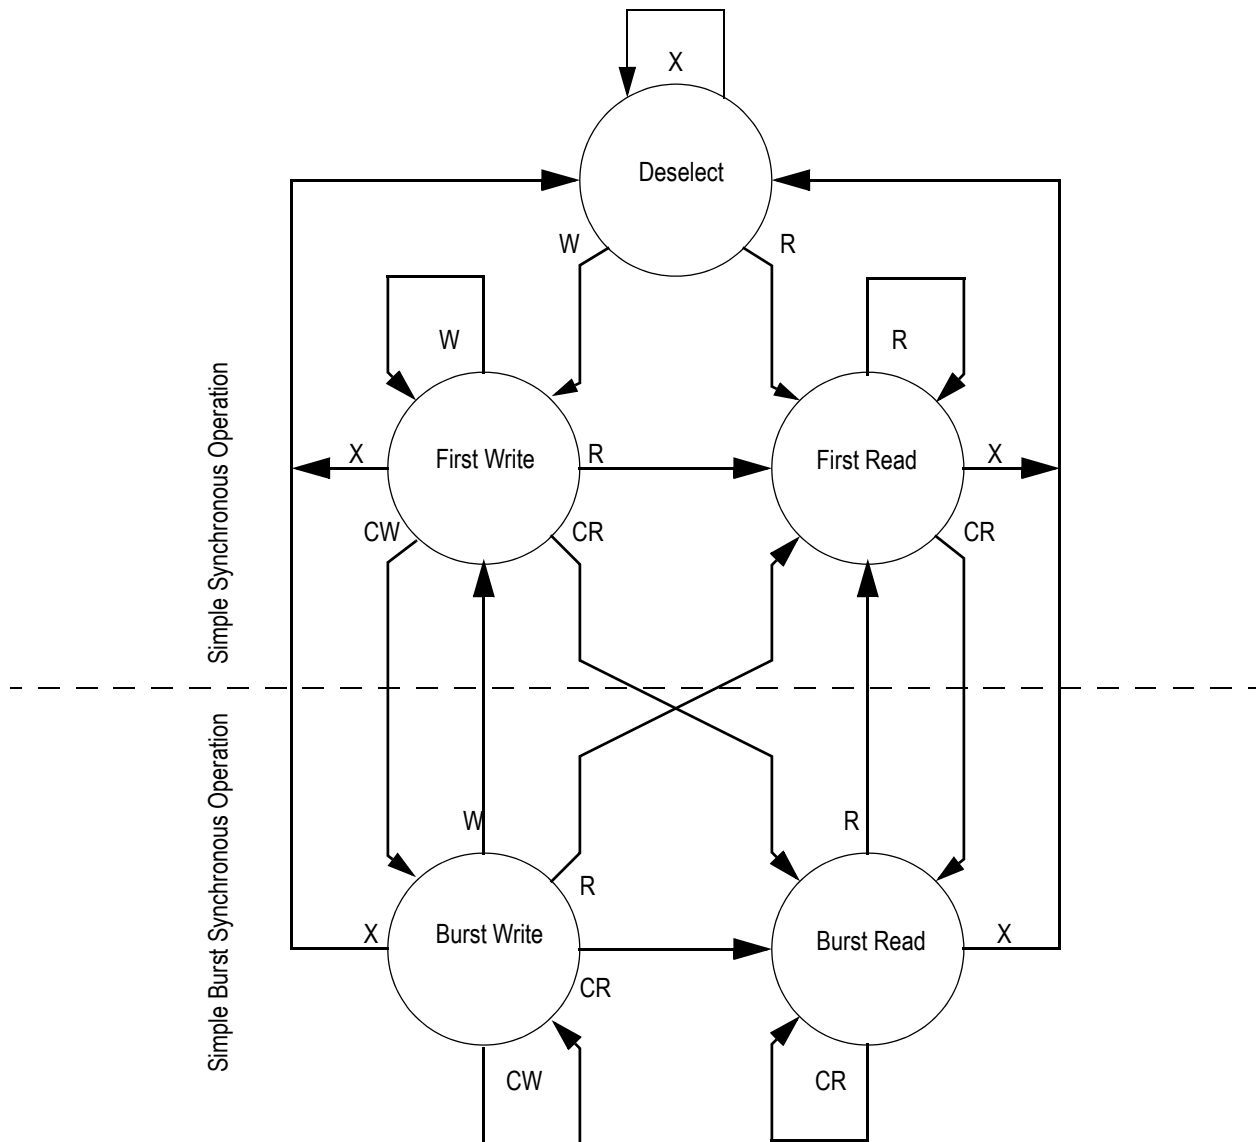 X
Deselect
W
R
W
R
X
First Write
R
First Read
X
CW
CR
CR
Simple Synchronous Operation
Simple Burst Synchronous Operation
W
R
R
X
Burst Write
Burst Read
X
CR
CW
CR